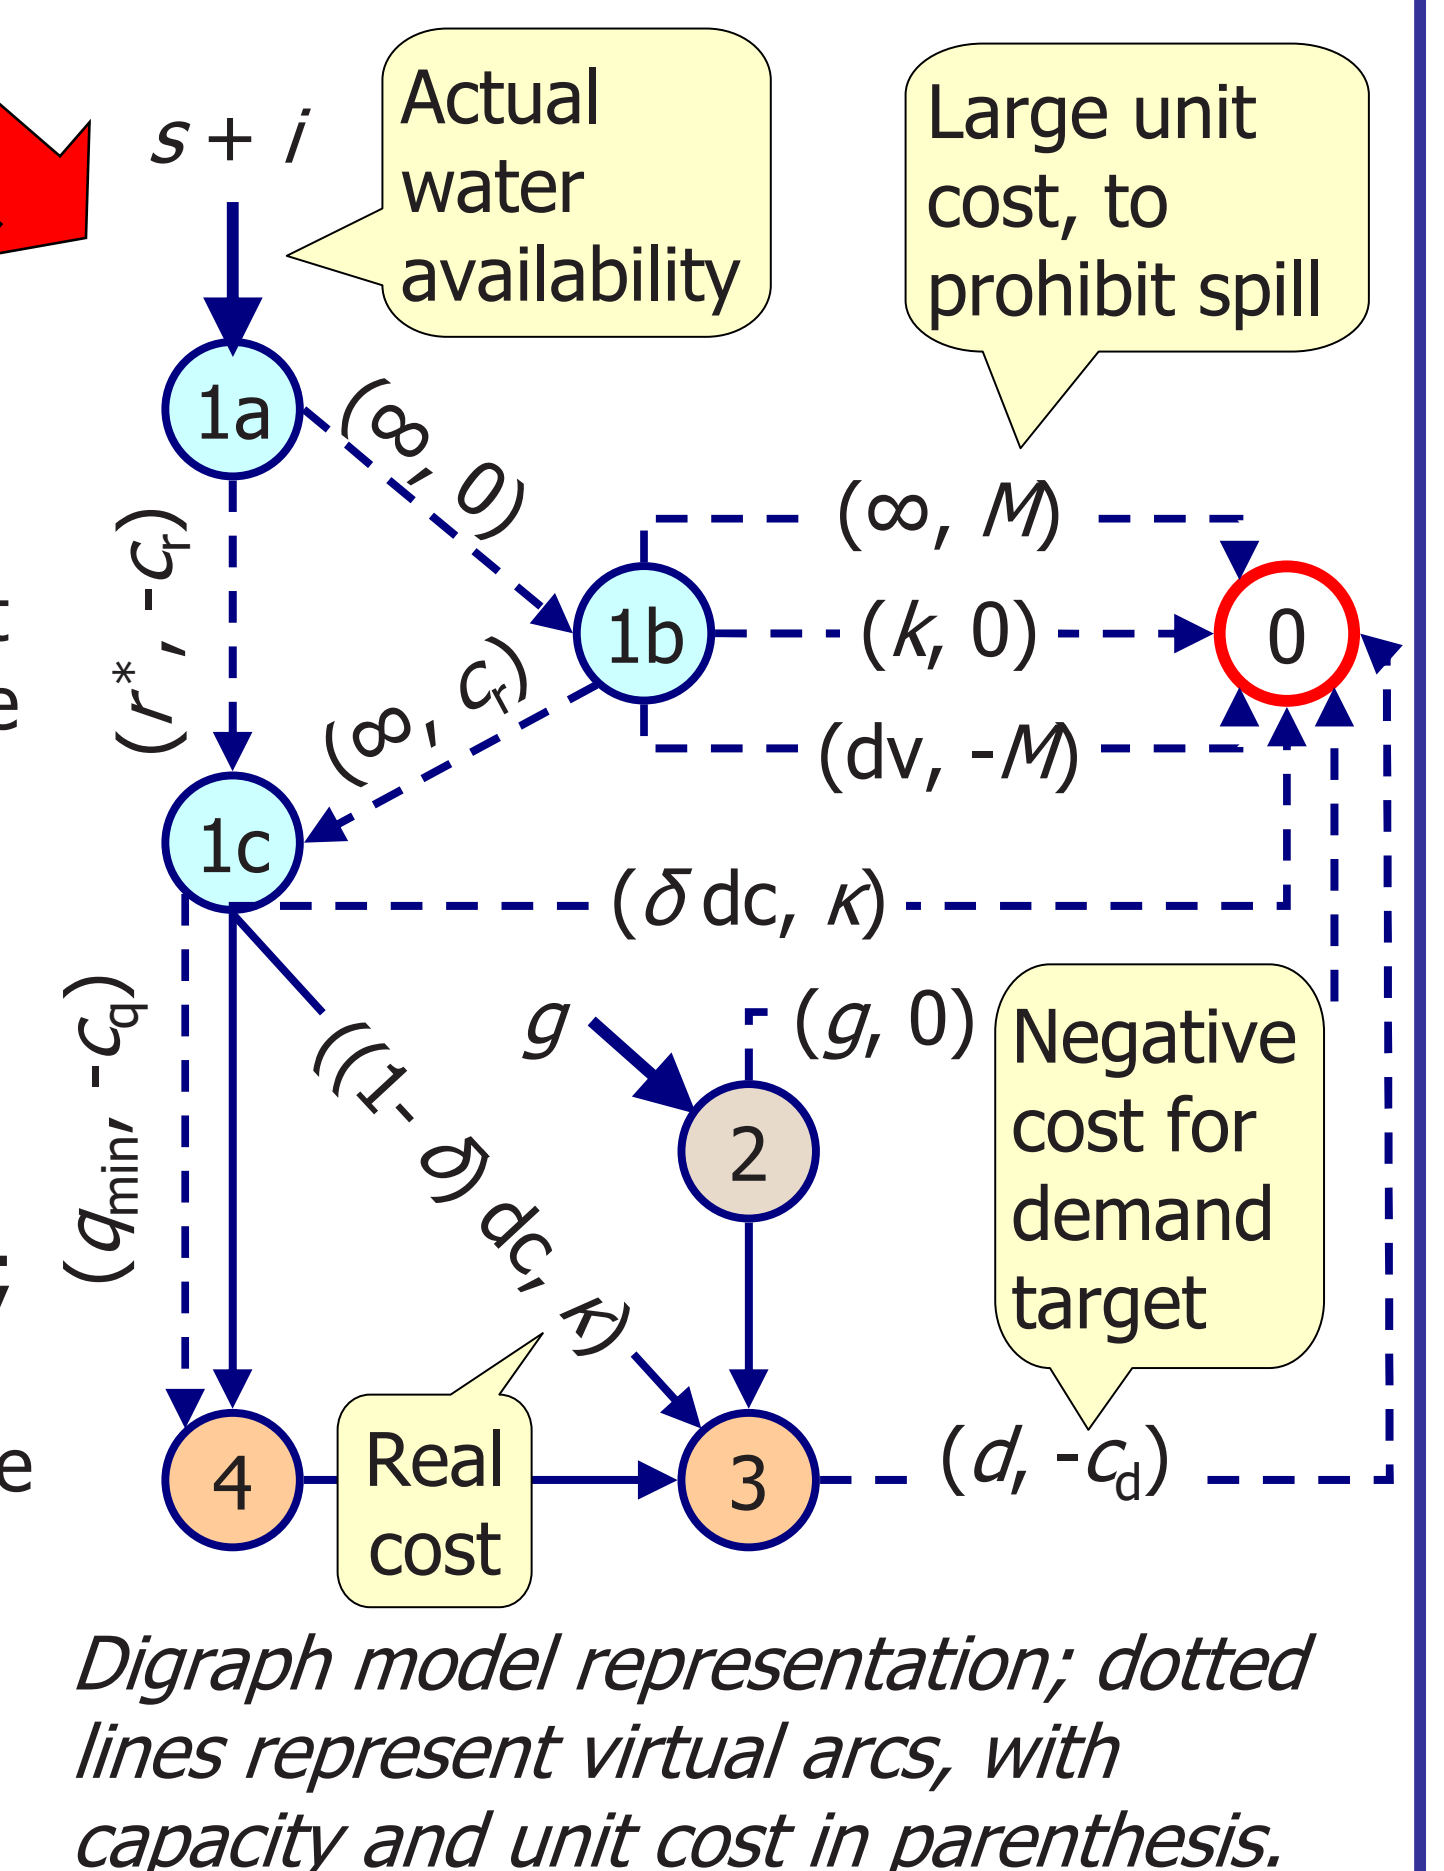 s + i
Actual
water
availability
Large unit
cost, to
prohibit spill
1a
(∞, 0)
(r*, -cr)
(∞, M)
1b
(k, 0)
0
(∞, cr)
(dv, -M)
1c
(δ dc, κ)
(qmin, -cq)
((1- δ) dc, κ)
g
(g, 0)
Negative
cost for
demand
target
2
Real
cost
4
3
(d, -cd)
e
e
Digraph model representation; dotted
lines represent virtual arcs, with
capacity and unit cost in parenthesis.